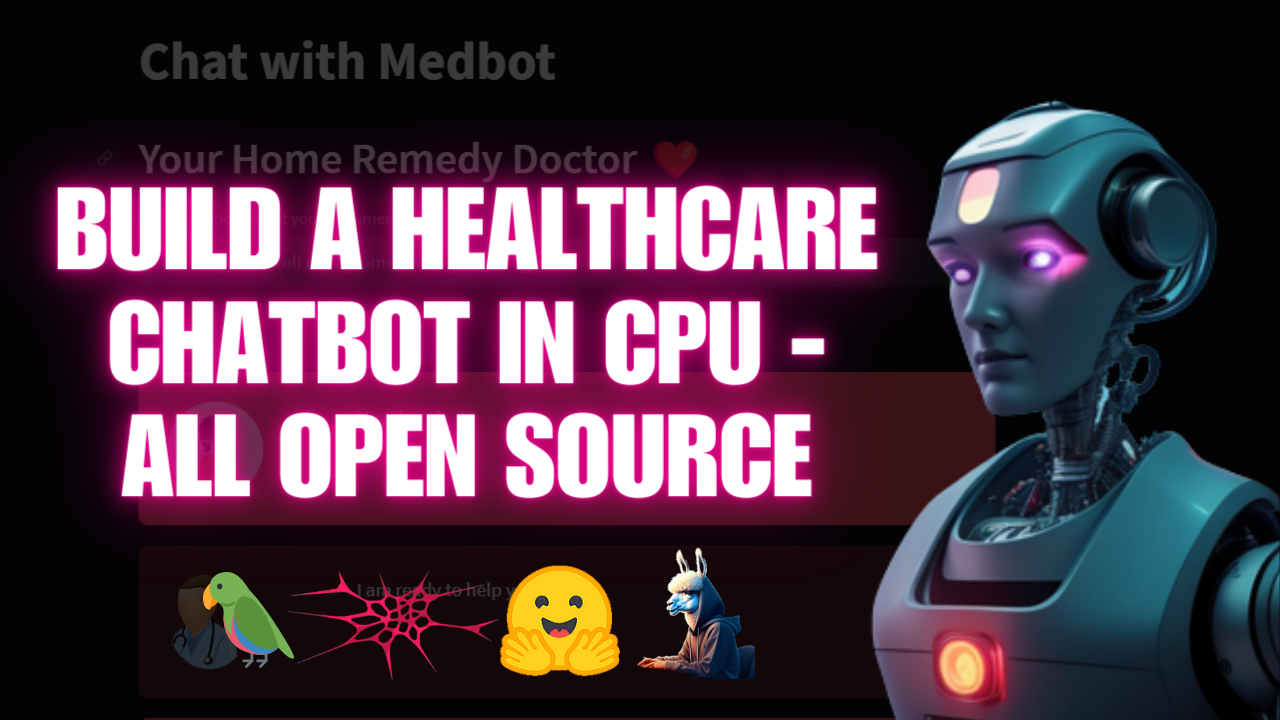 Chat with Medbot
Your Home Remedy Doctor
BUILD A HEALTHCARE
CHATBOT IN CPU -
ALL OPEN SOURCE
I am ready to help y